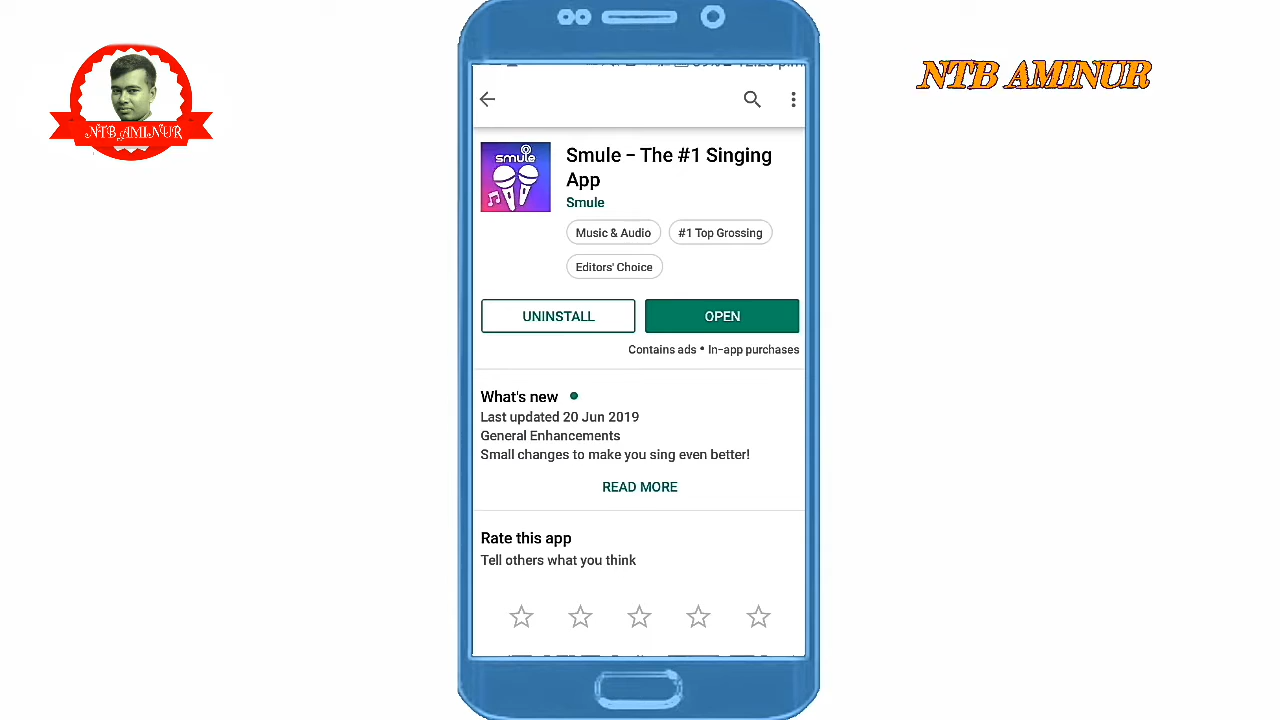 NTB AMINUR
NTB AMINUR
smule
Smule - The #1 Singing
App
Smule
Music & Audio
#1 Top Grossing
Editors' Choice
UNINSTALL
OPEN
Contains ads • In-app purchases
What's new
Last updated 20 Jun 2019
General Enhancements
Small changes to make you sing even better!
READ MORE
Rate this app
Tell others what you think